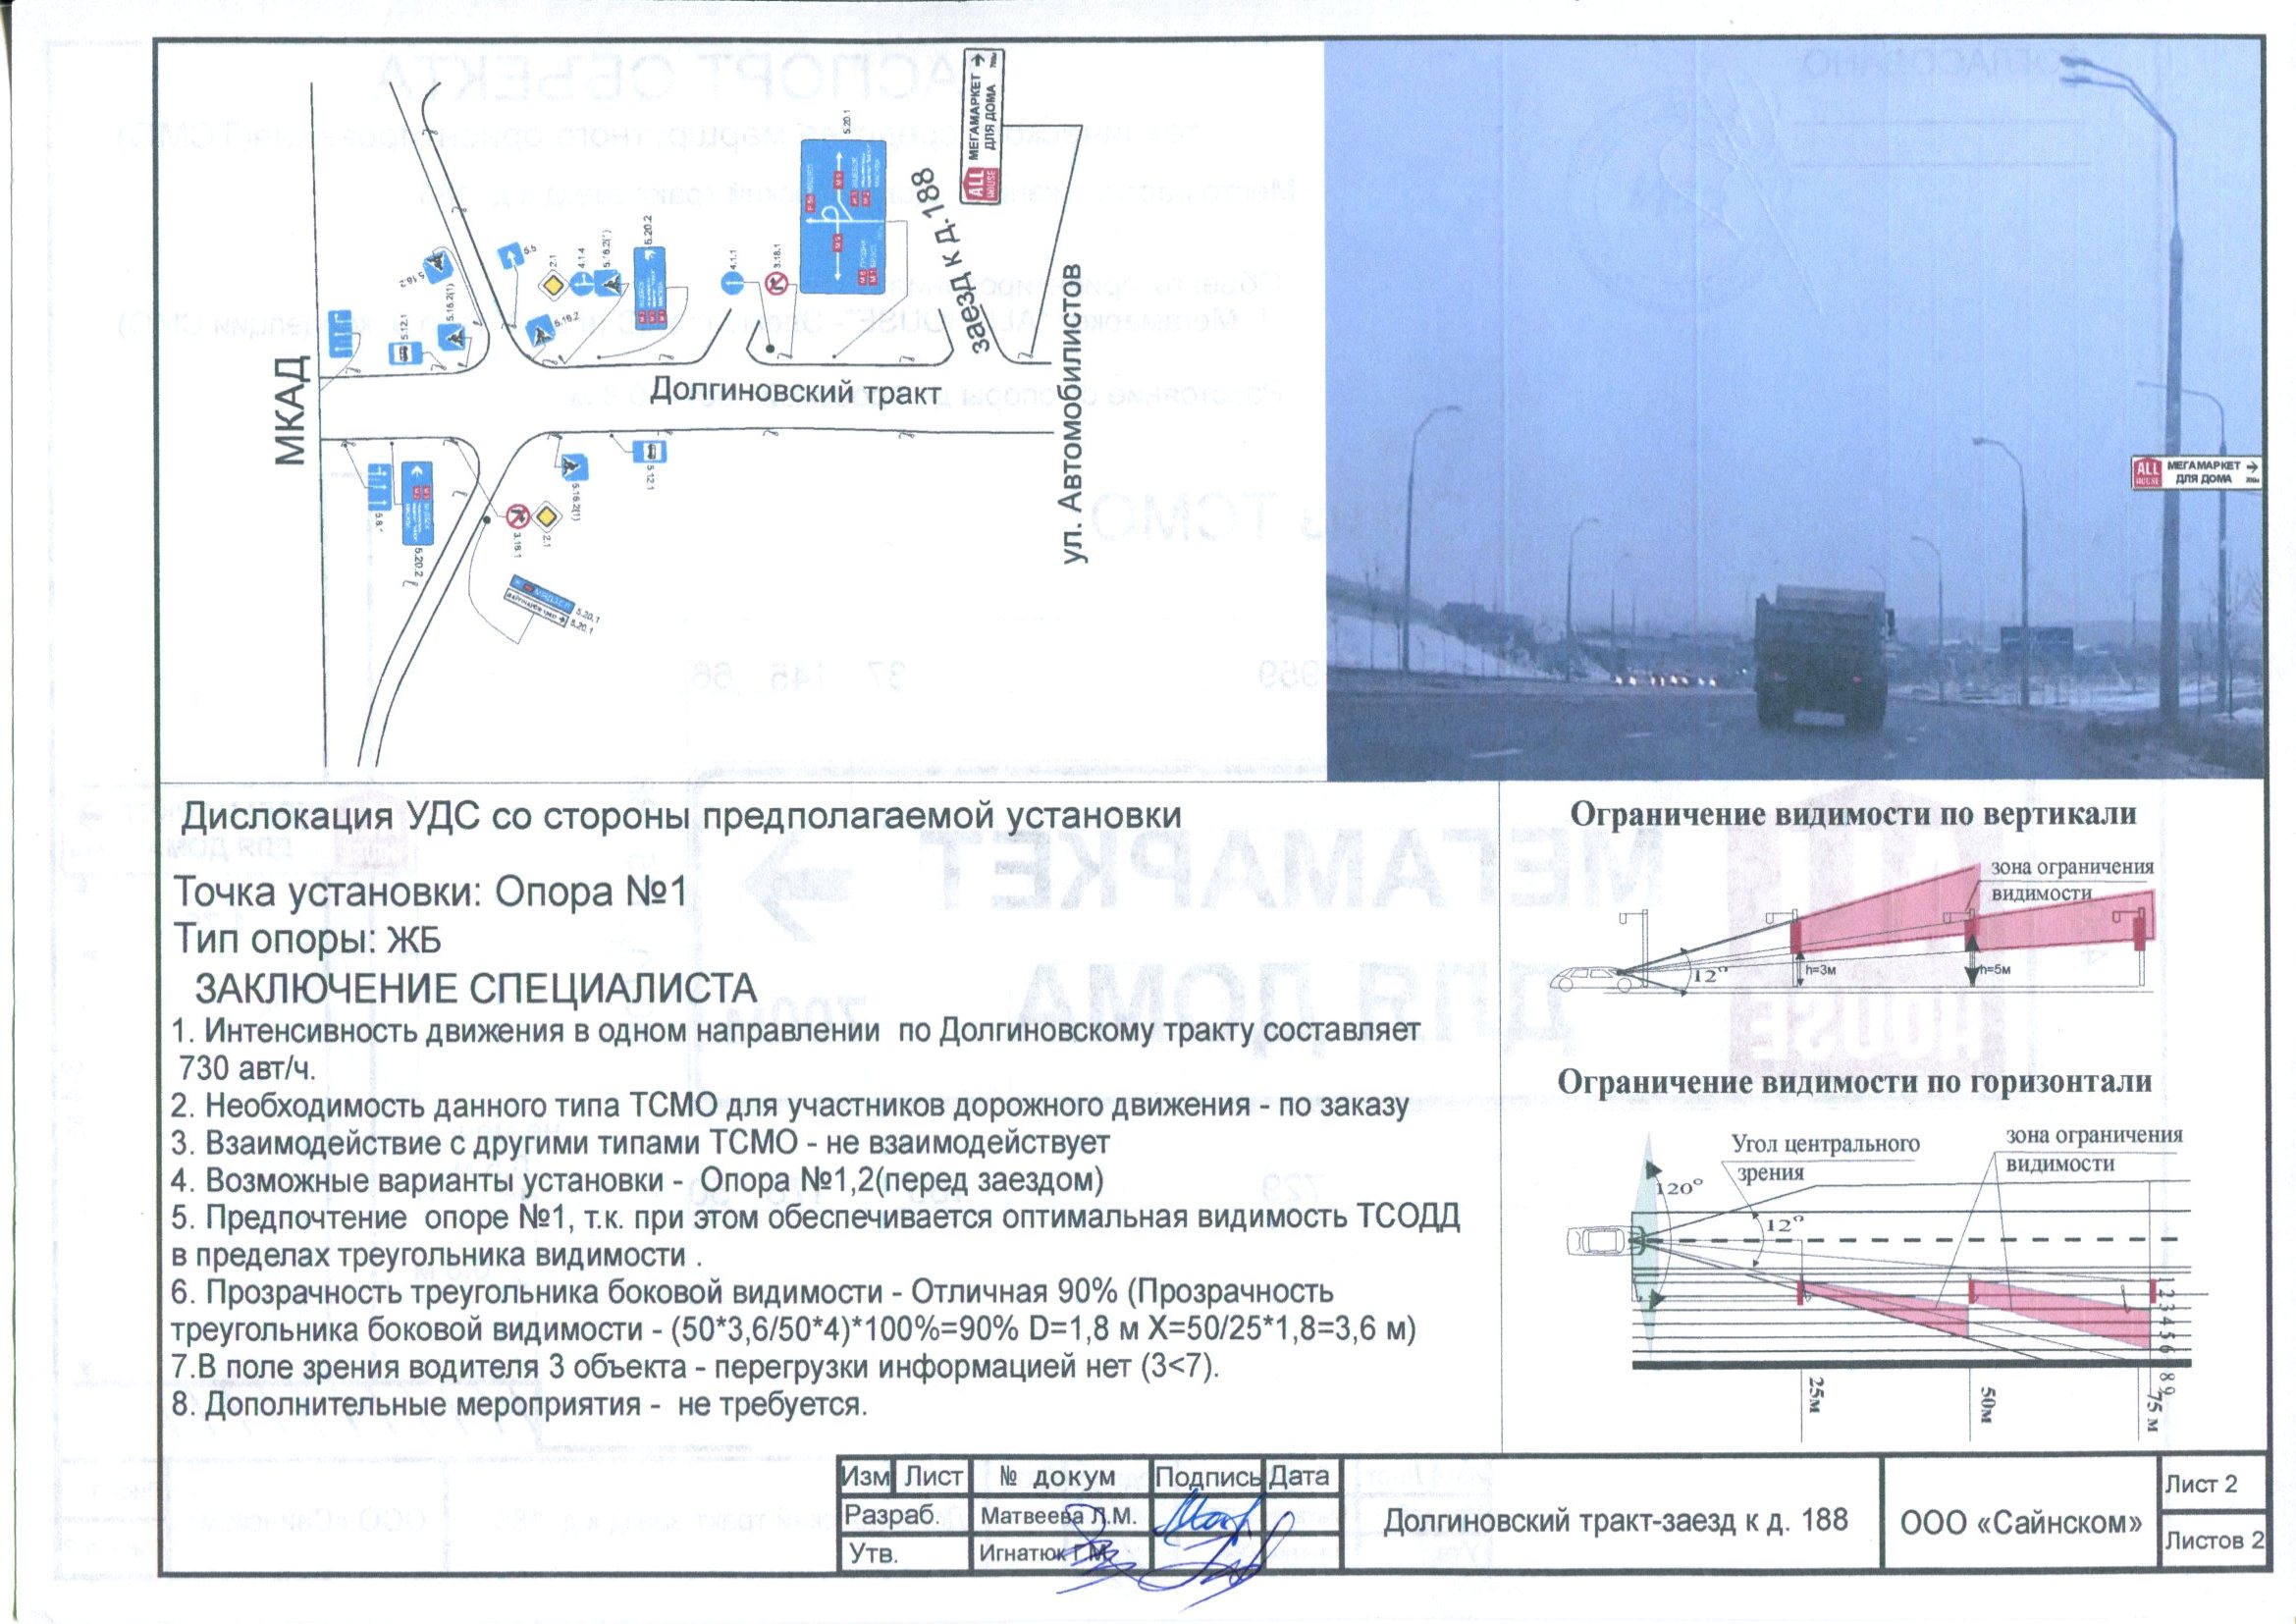 МКАД
Долгиновский тракт
заезд к д.188
ул. Автомобилистов
ALL HOUSE
МЕГАМАРКЕТ
ДЛЯ ДОМА
700м
5.20.1
4.1.1
3.18.1
5.20.2
5.16.2(*)
4.1.4
2.1
5.5
5.16.2
5.16.2
5.16.2(1)
5.12.1
5.20.2
3.18.1
2.1
5.16.2(1)
5.12.1
5.20.1
5.20.1
ALL HOUSE
МЕГАМАРКЕТ
ДЛЯ ДОМА
Дислокация УДС со стороны предполагаемой установки
Точка установки: Опора №1
Тип опоры: ЖБ
ЗАКЛЮЧЕНИЕ СПЕЦИАЛИСТА
1. Интенсивность движения в одном направлении по Долгиновскому тракту составляет
730 авт/ч.
2. Необходимость данного типа ТСМО для участников дорожного движения - по заказу
3. Взаимодействие с другими типами ТСМО - не взаимодействует
4. Возможные варианты установки - Опора №1,2(перед заездом)
5. Предпочтение опоре №1, т.к. при этом обеспечивается оптимальная видимость ТСОДД
в пределах треугольника видимости .
6. Прозрачность треугольника боковой видимости - Отличная 90% (Прозрачность
треугольника боковой видимости - (50*3,6/50*4)*100%=90% D=1,8 м X=50/25*1,8=3,6 м)
7.В поле зрения водителя 3 объекта - перегрузки информацией нет (3<7).
8. Дополнительные мероприятия - не требуется.
Ограничение видимости по вертикали
зона ограничения
видимости
12°
h=3м
h=5м
Ограничение видимости по горизонтали
Угол центрального
зрения
зона ограничения
видимости
120°
12°
1 2 3 4 5 6 8 9
25м
50м
75 м
Изм Лист № докум Подпись Дата
Разраб. Матвеева Л.М.
Утв. Игнатюк Г.М.
Долгиновский тракт-заезд к д. 188
ООО «Сайнском»
Лист 2
Листов 2